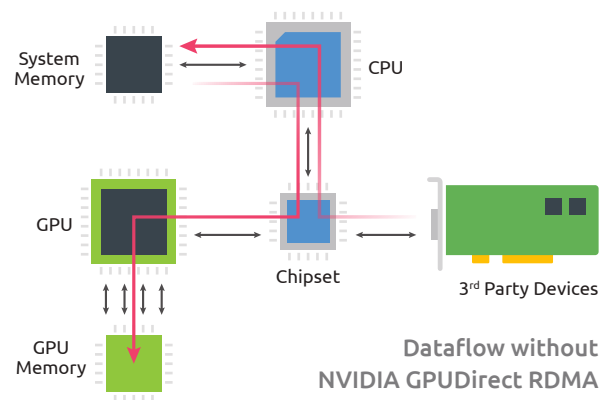 System
Memory
CPU
GPU
Chipset
3rd Party Devices
GPU
Memory
Dataflow without
NVIDIA GPUDirect RDMA